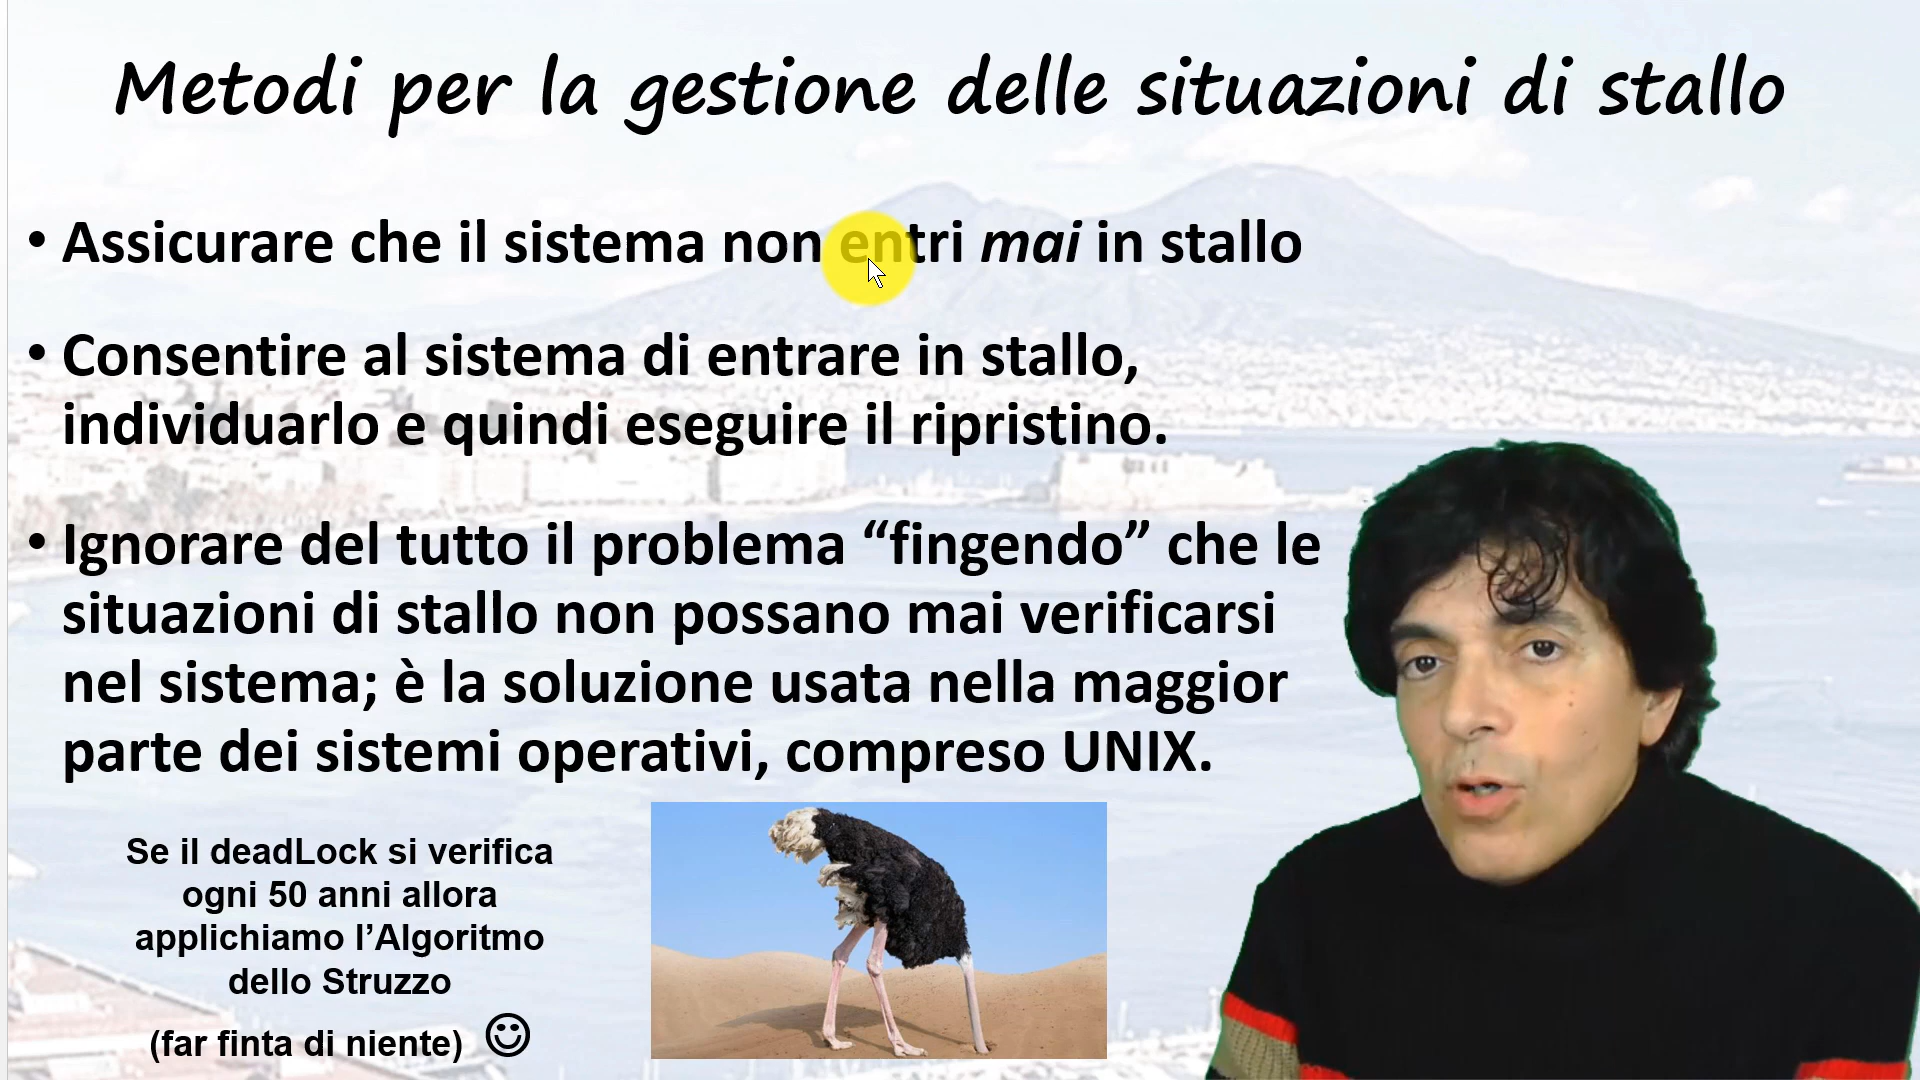 Metodi per la gestione delle situazioni di stallo
• Assicurare che il sistema non entri mai in stallo
• Consentire al sistema di entrare in stallo,
individuarlo e quindi eseguire il ripristino.
• Ignorare del tutto il problema “fingendo” che le
situazioni di stallo non possano mai verificarsi
nel sistema; è la soluzione usata nella maggior
parte dei sistemi operativi, compreso UNIX.
Se il deadLock si verifica
ogni 50 anni allora
applichiamo l’Algoritmo
dello Struzzo
(far finta di niente) ☺